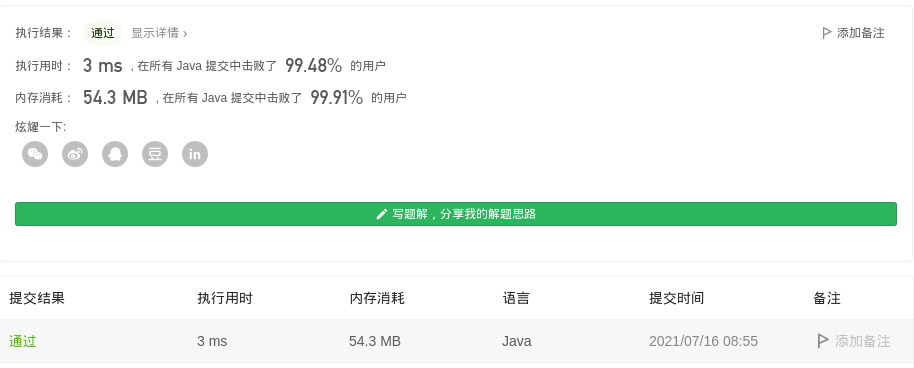 执行结果： 通过 显示详情 › 添加备注
执行用时： 3 ms ，在所有 Java 提交中击败了 99.48% 的用户
内存消耗： 54.3 MB ，在所有 Java 提交中击败了 99.91% 的用户
炫耀一下:
豆 in
写题解，分享我的解题思路
提交结果 执行用时 内存消耗 语言 提交时间 备注
通过 3 ms 54.3 MB Java 2021/07/16 08:55 添加备注